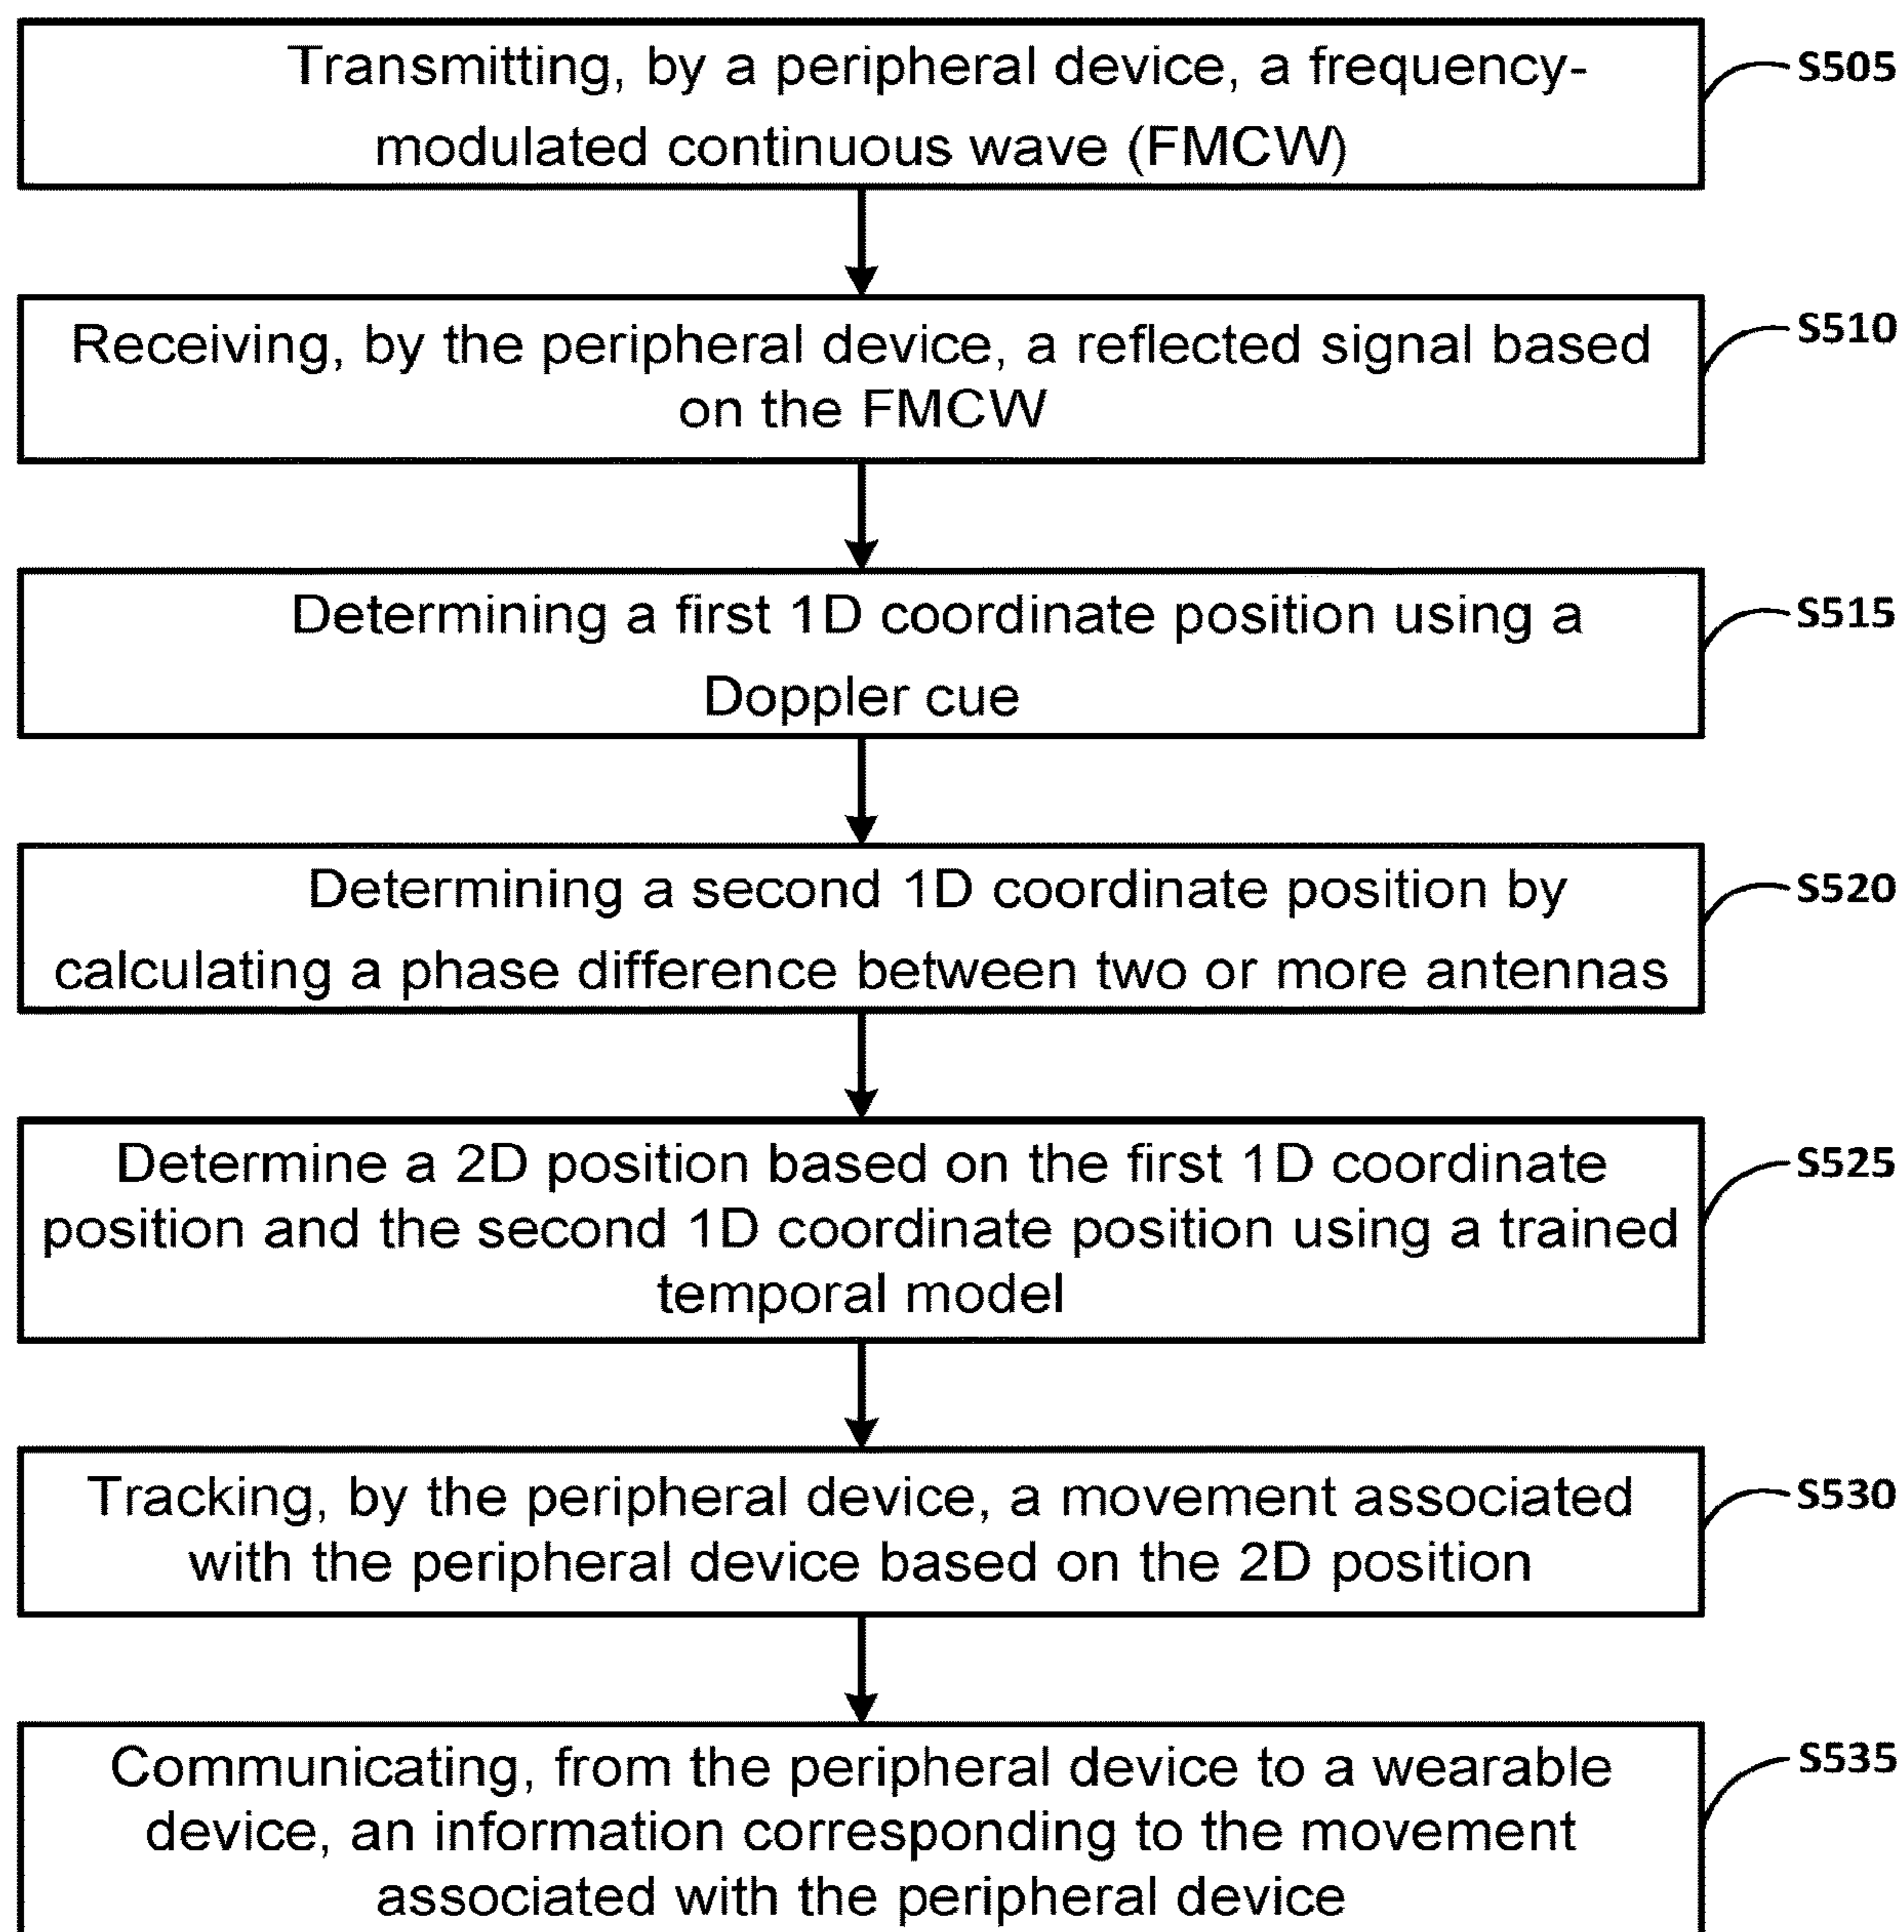 Transmitting, by a peripheral device, a frequency-
modulated continuous wave (FMCW)
S505
Receiving, by the peripheral device, a reflected signal based
on the FMCW
S510
Determining a first 1D coordinate position using a
Doppler cue
S515
Determining a second 1D coordinate position by
calculating a phase difference between two or more antennas
S520
Determine a 2D position based on the first 1D coordinate
position and the second 1D coordinate position using a trained
temporal model
S525
Tracking, by the peripheral device, a movement associated
with the peripheral device based on the 2D position
S530
Communicating, from the peripheral device to a wearable
device, an information corresponding to the movement
associated with the peripheral device
S535